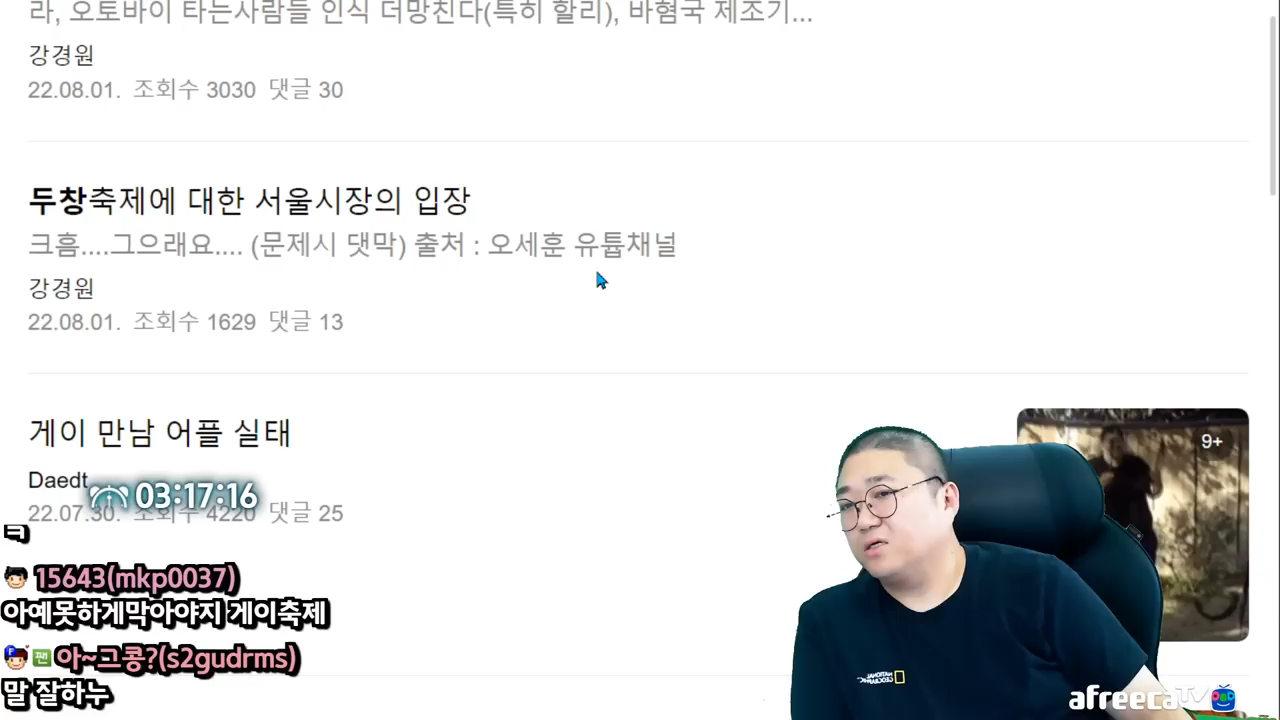 라, 오토바이 타는사람들 인식 더망친다(특히 할리), 바혐국 제조기...
강경원
22.08.01. 조회수 3030 댓글 30
두창축제에 대한 서울시장의 입장
크흠....그으래요.... (문제시 댓막) 출처 : 오세훈 유튭채널
강경원
22.08.01. 조회수 1629 댓글 13
게이 만남 어플 실태
9+
Daedt
03:17:16
22.07.30. 조회수 4220 댓글 25
ㅋ
15643(mkp0037)
아예못하게막아야지 게이축제
아~그콩?(s2gudrms)
말 잘하누
NATIONAL GEOGRAPHIC
afreecaTV